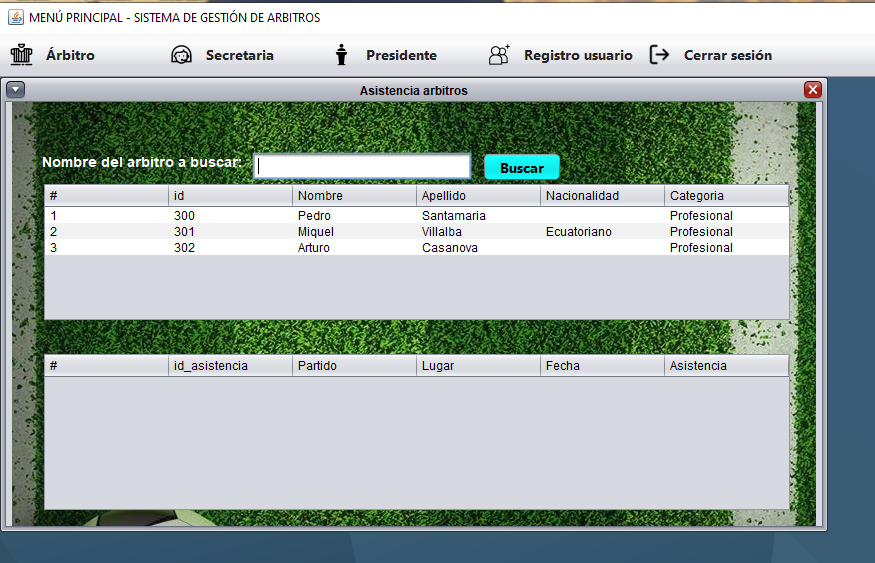 MENÚ PRINCIPAL - SISTEMA DE GESTIÓN DE ARBITROS
Árbitro Secretaria Presidente Registro usuario Cerrar sesión
Asistencia arbitros
Nombre del arbitro a buscar: Buscar
# id Nombre Apellido Nacionalidad Categoria
1 300 Pedro Santamaria Profesional
2 301 Miquel Villalba Ecuatoriano Profesional
3 302 Arturo Casanova Profesional
# id_asistencia Partido Lugar Fecha Asistencia